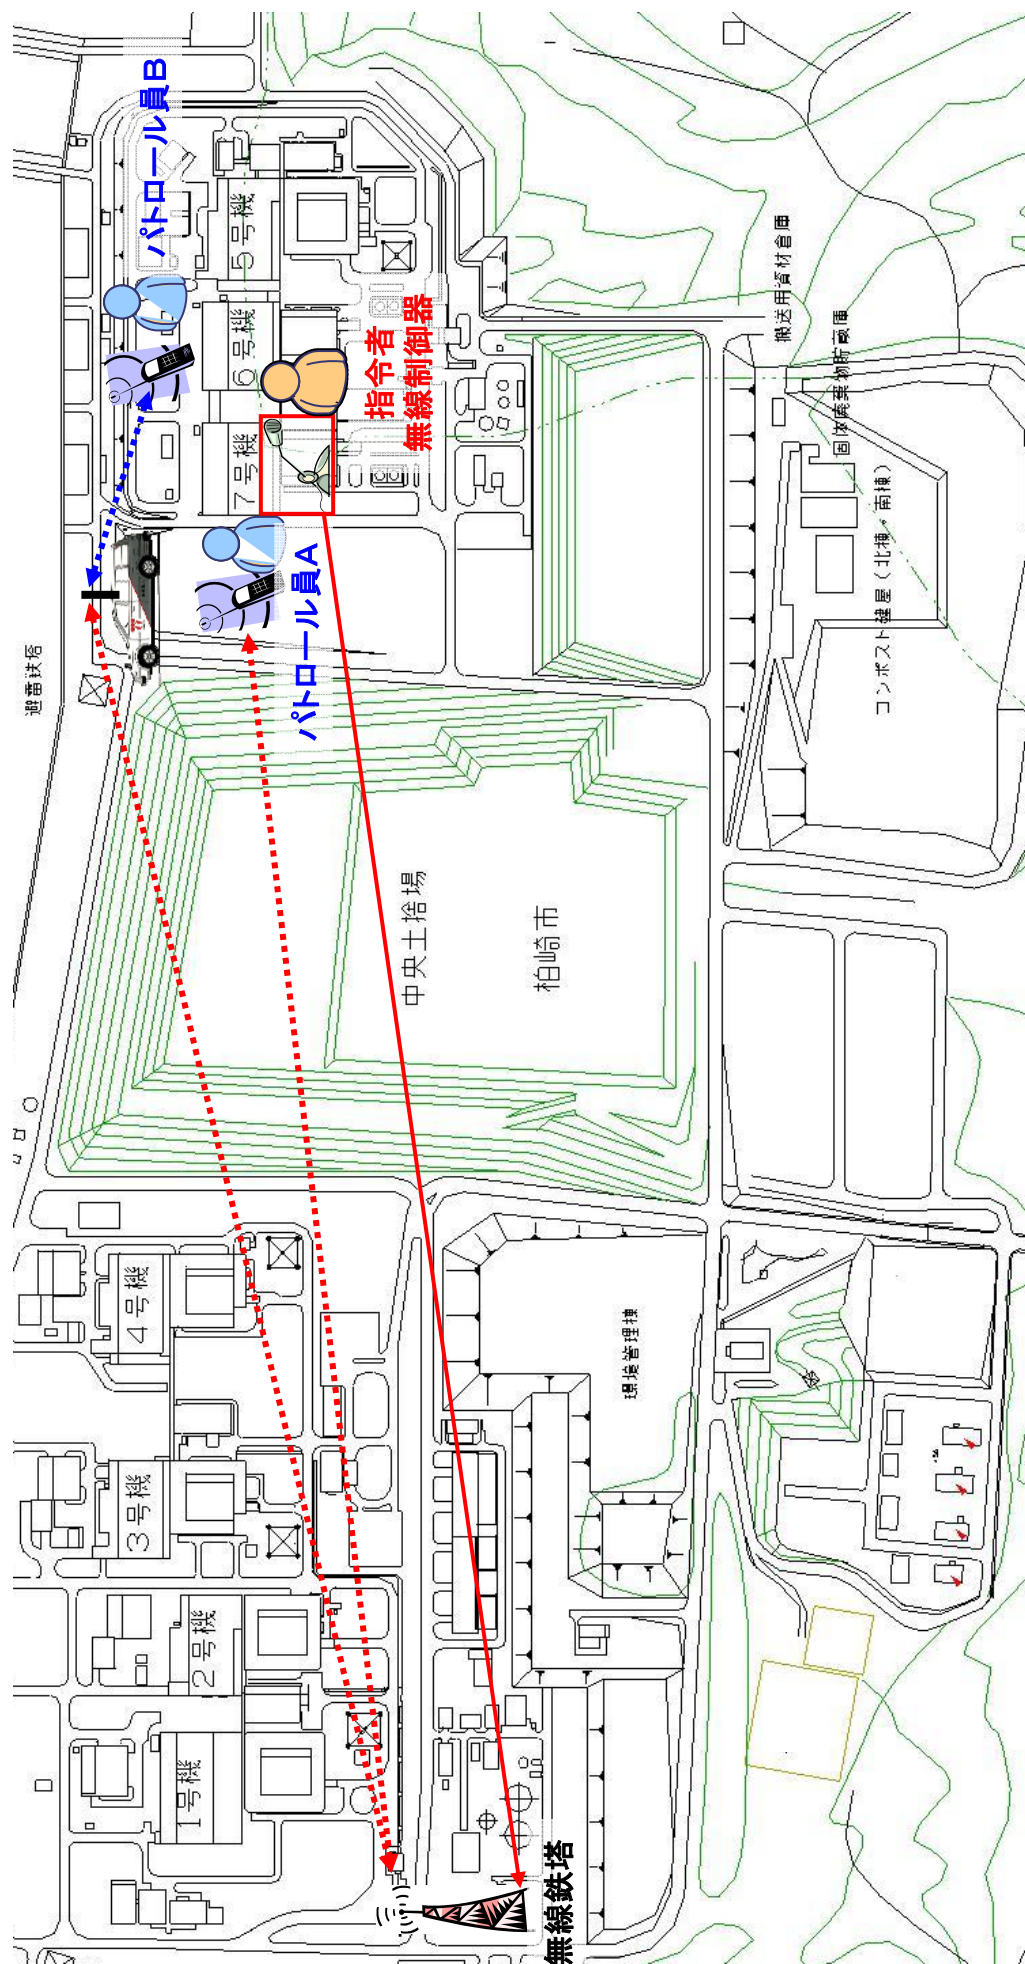 パトロール員B
5号機
6号機
7号機
指令者
無線制御器
パトロール員A
避雷鉄塔
搬送用資材倉庫
固体廃棄物貯蔵庫
コンポスト建屋(北棟・南棟)
中央土捨場
柏崎市
4号機
3号機
2号機
1号機
環境管理棟
無線鉄塔